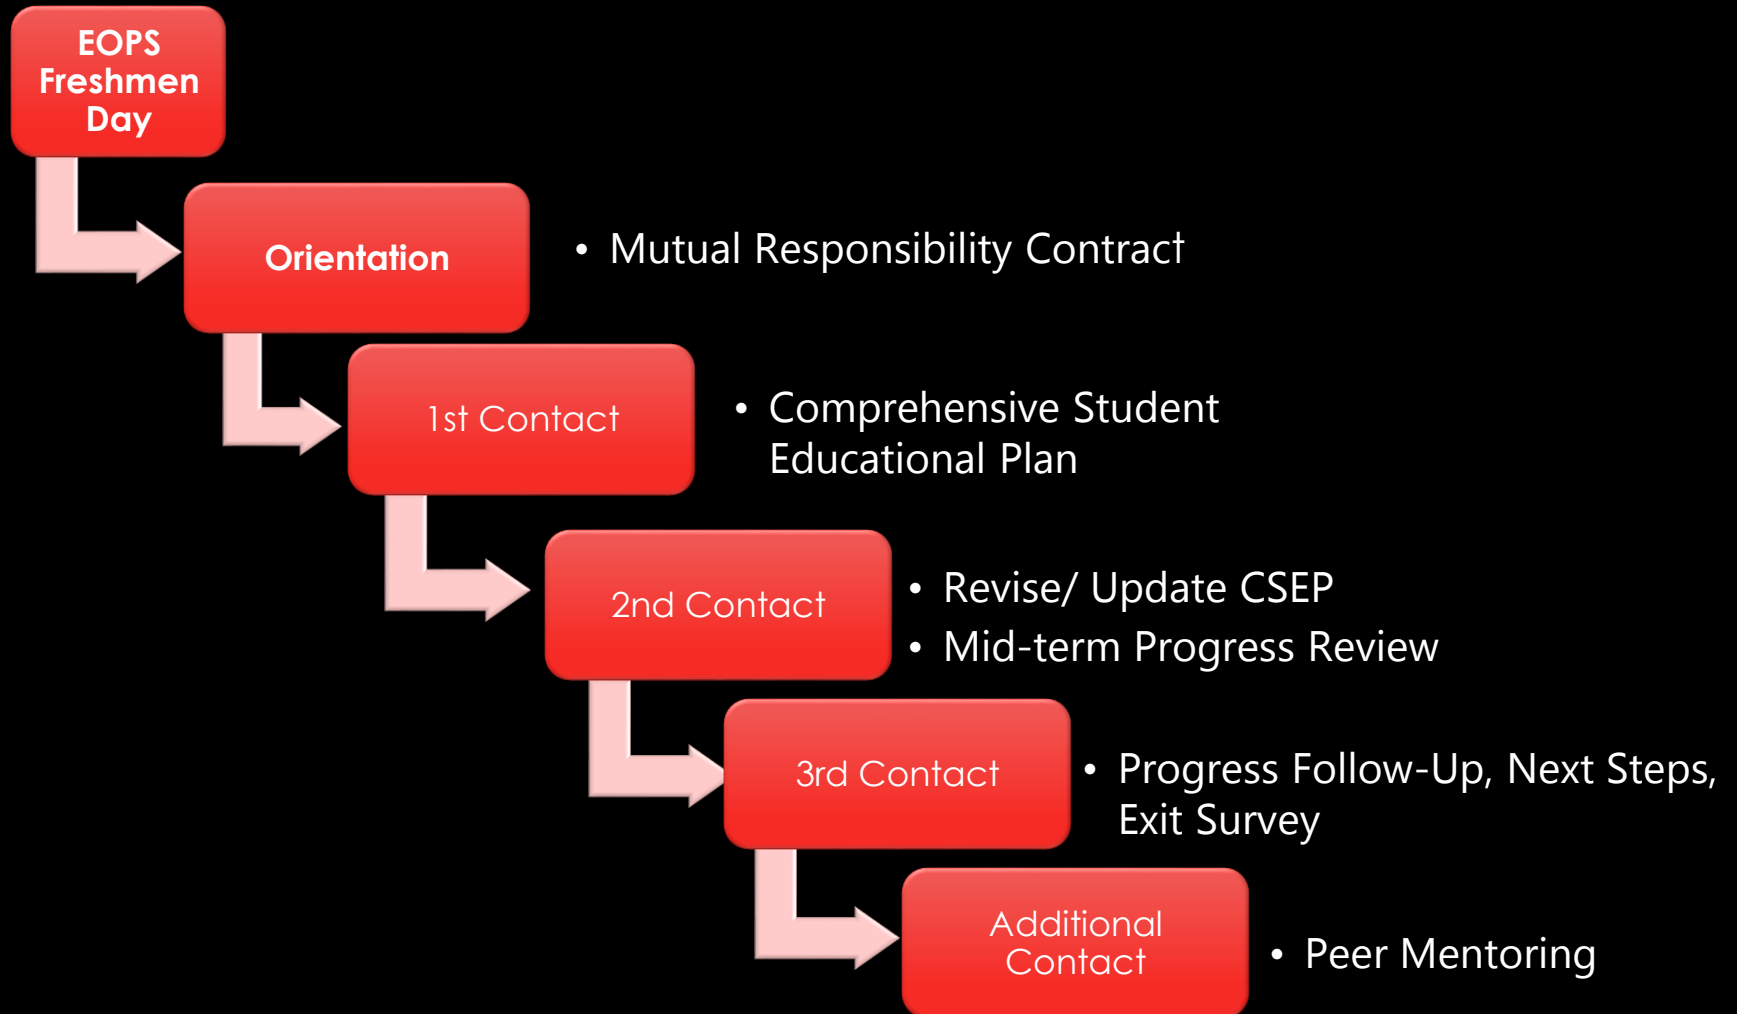 EOPS
Freshmen
Day
Orientation
• Mutual Responsibility Contract
1st Contact
• Comprehensive Student
Educational Plan
2nd Contact
• Revise/ Update CSEP
• Mid-term Progress Review
3rd Contact
• Progress Follow-Up, Next Steps,
Exit Survey
Additional
Contact
• Peer Mentoring